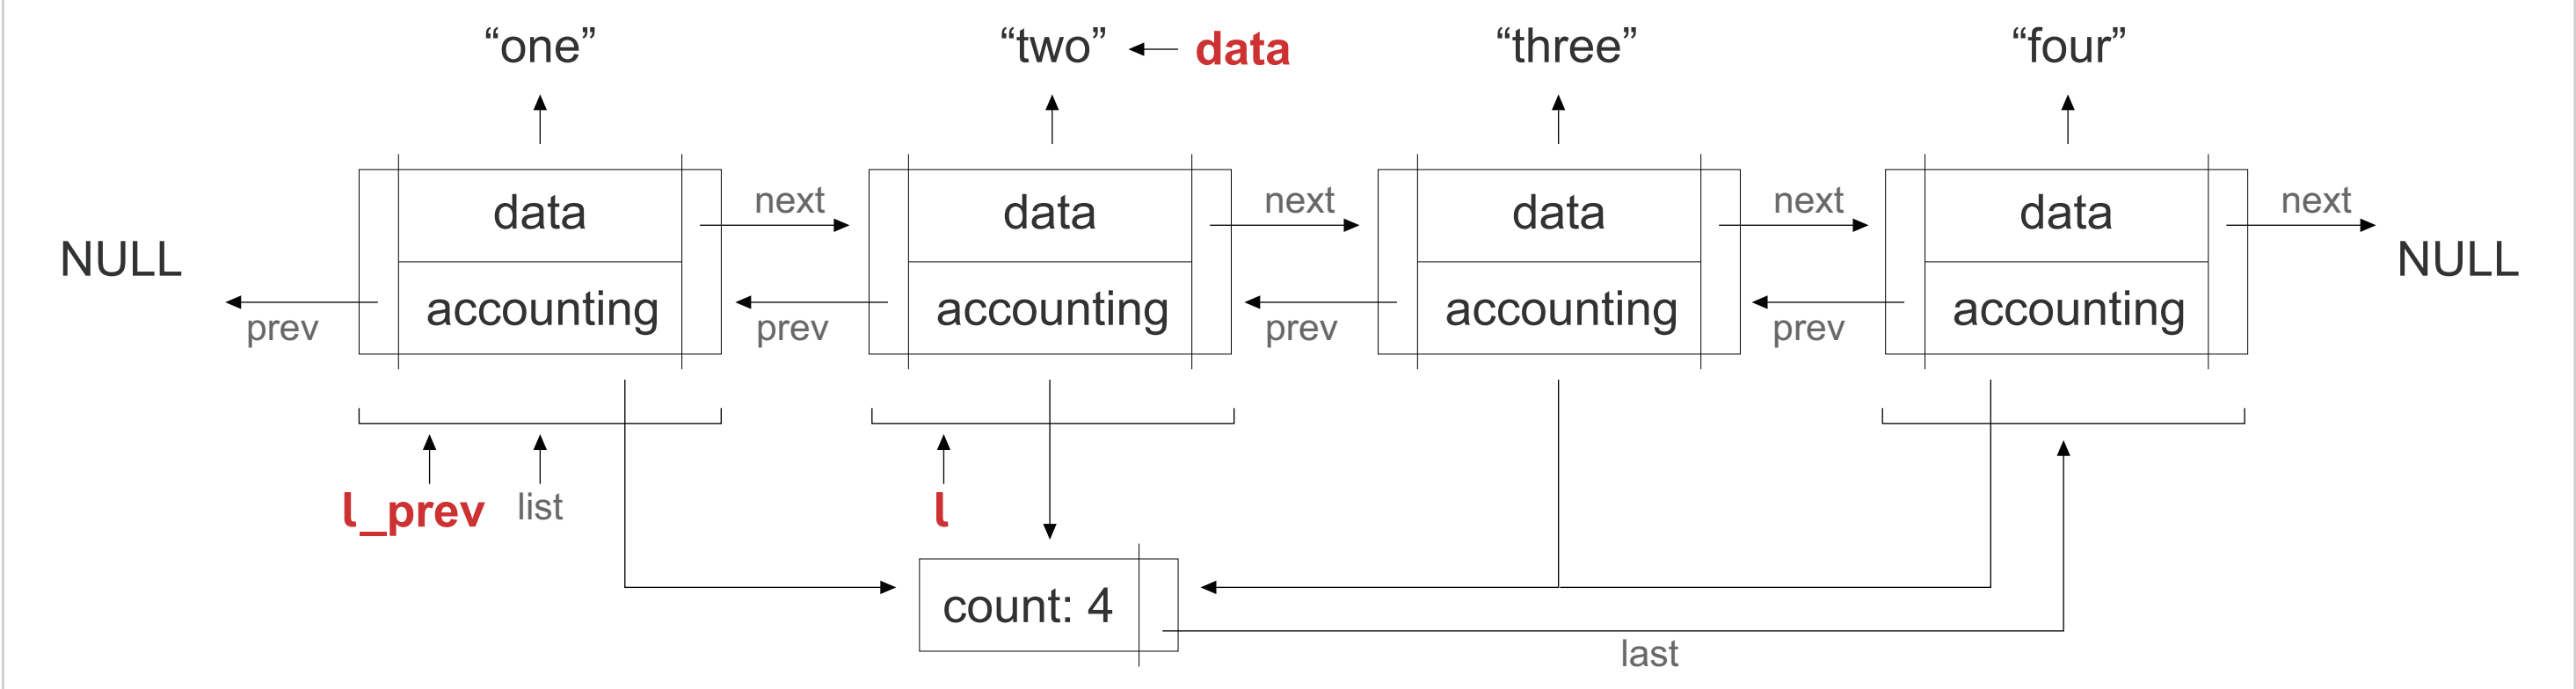 “one” “two” data “three” “four”
data next data next data next data next
NULL NULL
accounting accounting accounting accounting
prev prev prev prev
l_prev list l
count: 4
last